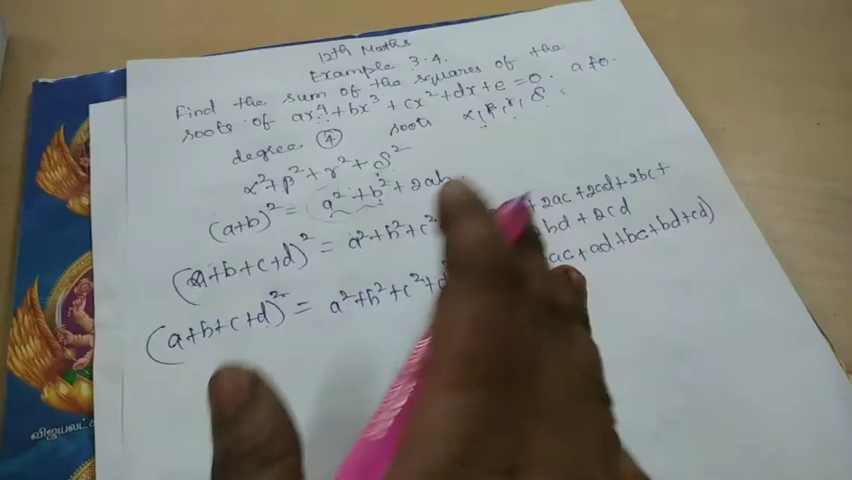 12th Maths
Example 3.4.
Find the sum of the squares of the
roots of ax⁴ + bx³ + cx² + dx + e = 0. a ≠ 0.
degree ④ roots α, β, γ, δ
α² + β² + γ² + δ²
(a+b)² = a² + b² + 2ab
(a+b+c+d)² = a² + b² + c² + 2ac + 2cd + 2bc +
bd + 2cd
(a+b+c+d)² = a² + b² + c² + d² ac + ad + bc + bd + cd)
விஜயலட்